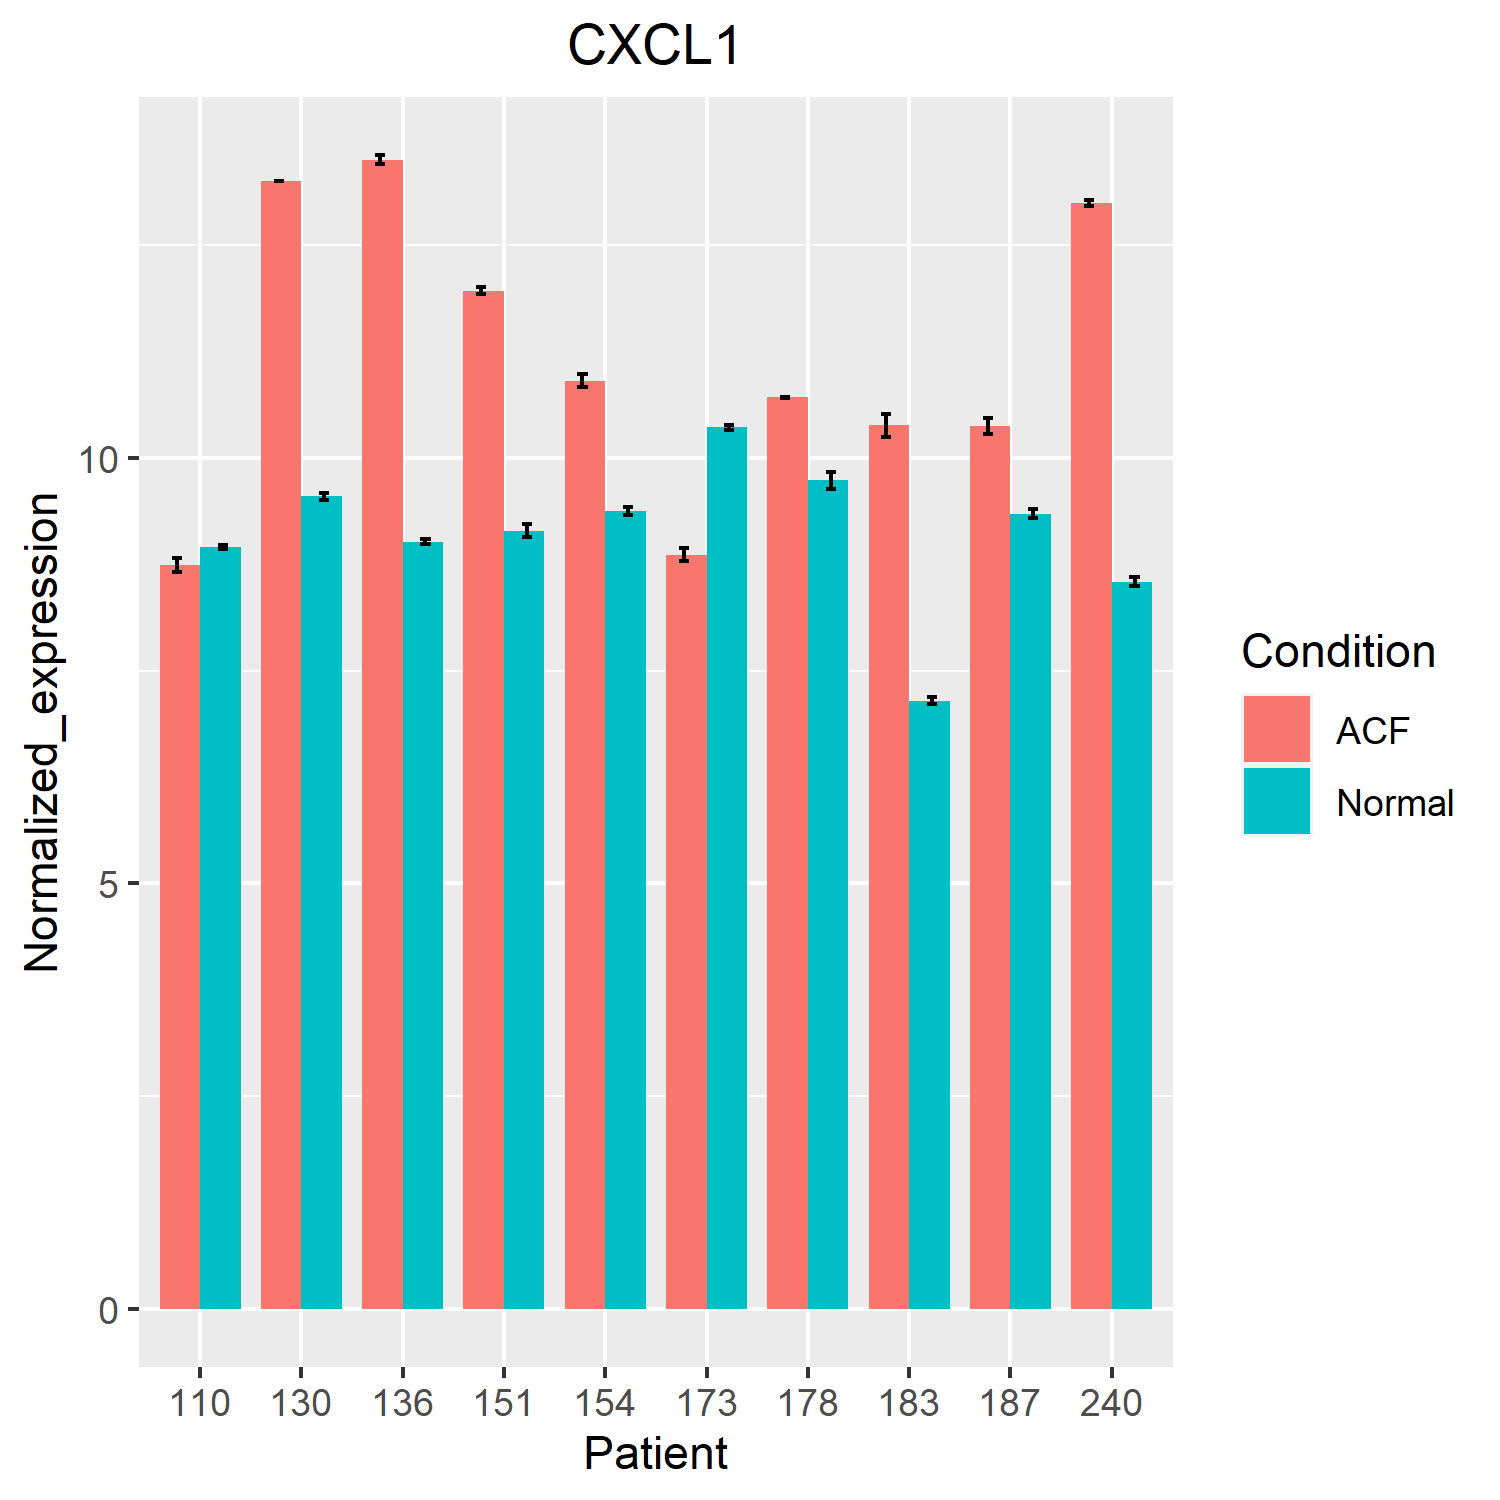 CXCL1
Normalized_expression
10
5
0
110 130 136 151 154 173 178 183 187 240
Patient
Condition
ACF
Normal